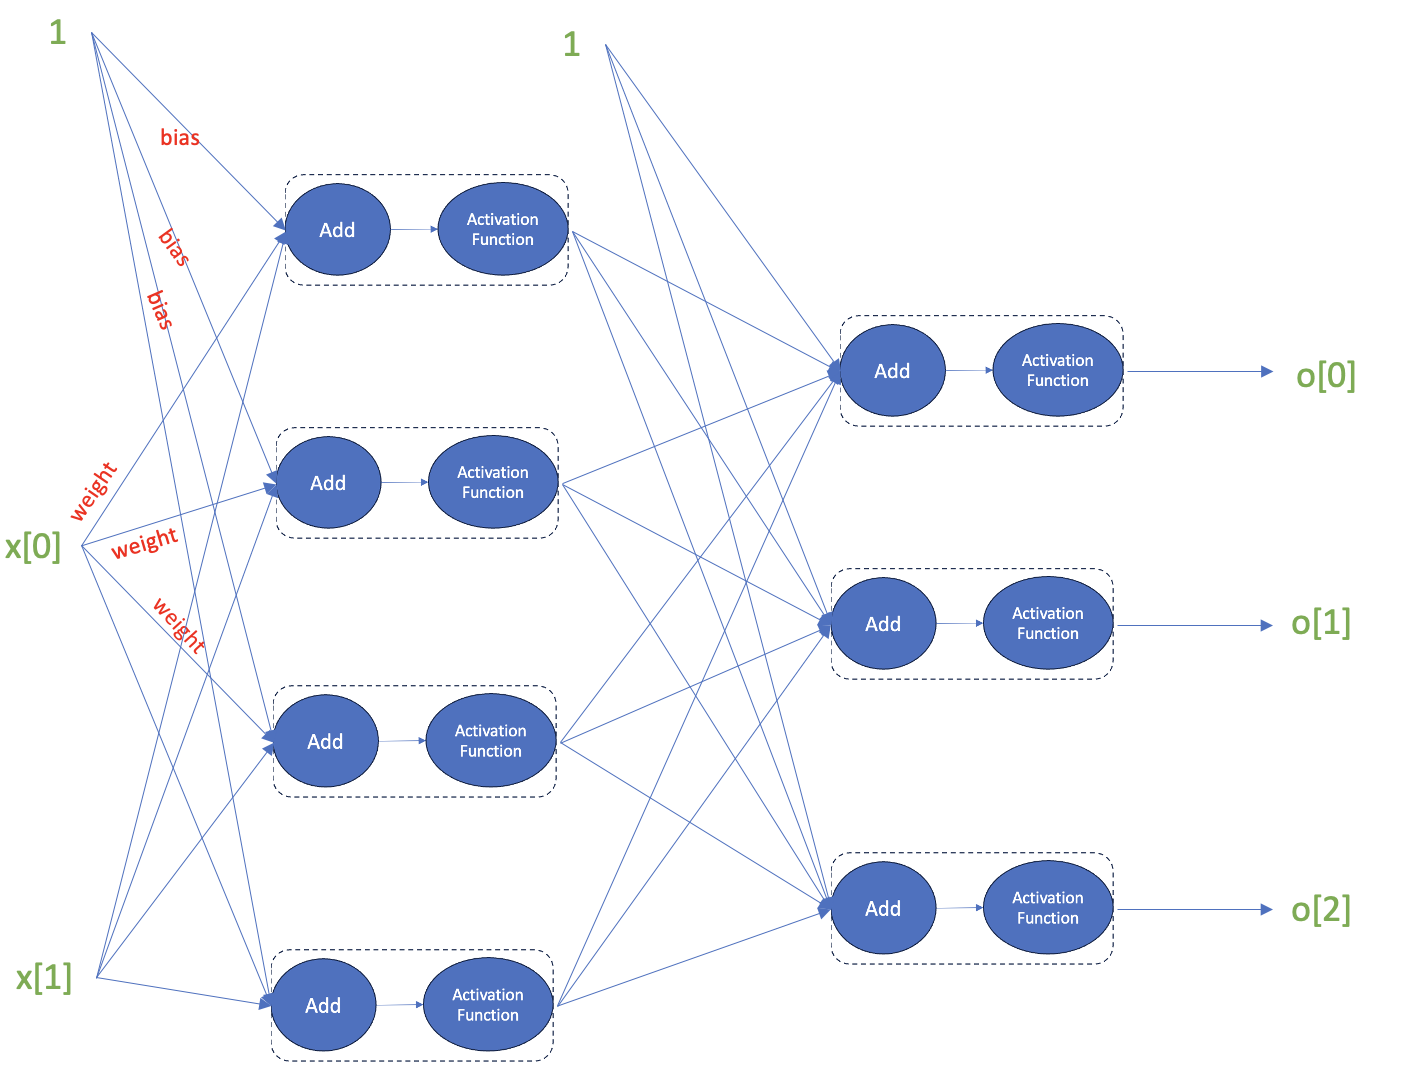 1
1
bias
bias
bias
Add
Activation
Function
Add
Activation
Function
o[0]
weight
Add
Activation
Function
x[0]
weight
weight
Add
Activation
Function
o[1]
Add
Activation
Function
Add
Activation
Function
o[2]
x[1]
Add
Activation
Function